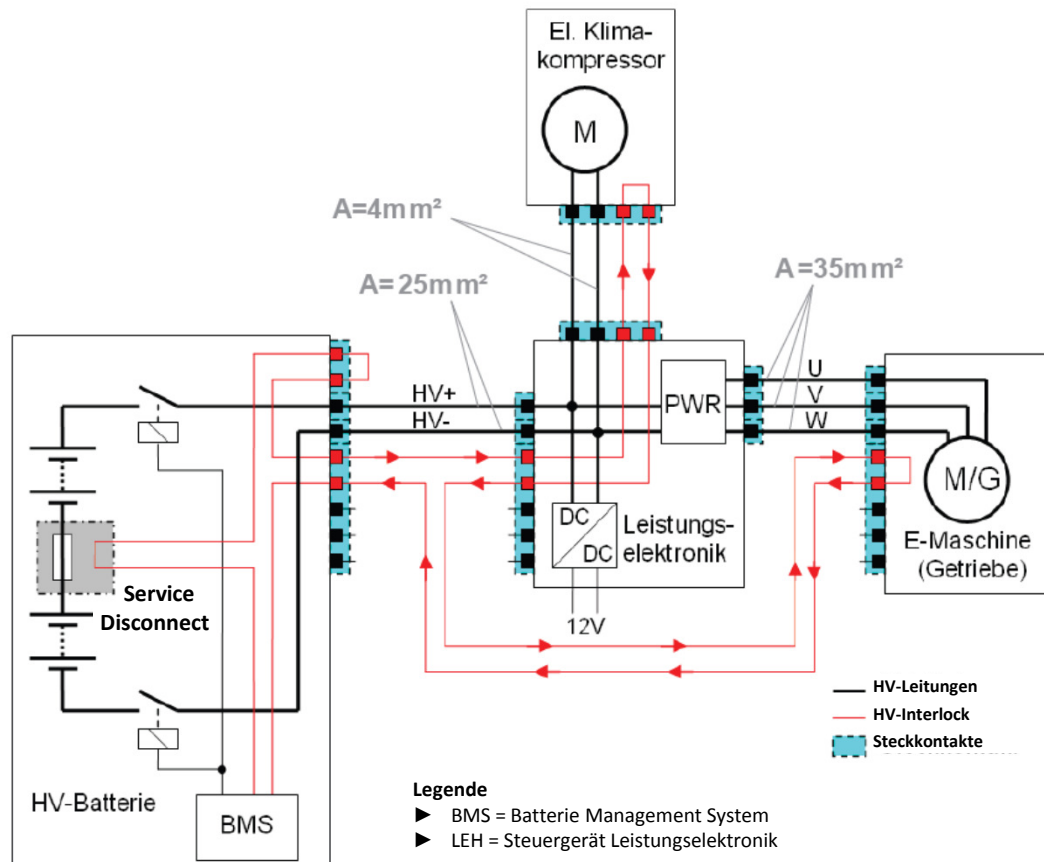 El. Klima-
kompressor
M
A=4mm²
A=25mm²
A=35mm²
HV+
HV-
PWR
U
V
W
M/G
E-Maschine
(Getriebe)
DC
DC
Leistungs-
elektronik
12V
Service
Disconnect
HV-Batterie
BMS
HV-Leitungen
HV-Interlock
Steckkontakte
Legende
► BMS = Batterie Management System
► LEH = Steuergerät Leistungselektronik